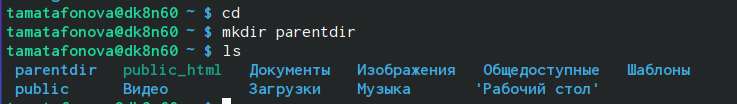 tamatafonova@dk8n60 ~ $ cd
tamatafonova@dk8n60 ~ $ mkdir parentdir
tamatafonova@dk8n60 ~ $ ls
parentdir public_html Документы Изображения Общедоступные Шаблоны
public Видео Загрузки Музыка 'Рабочий стол'